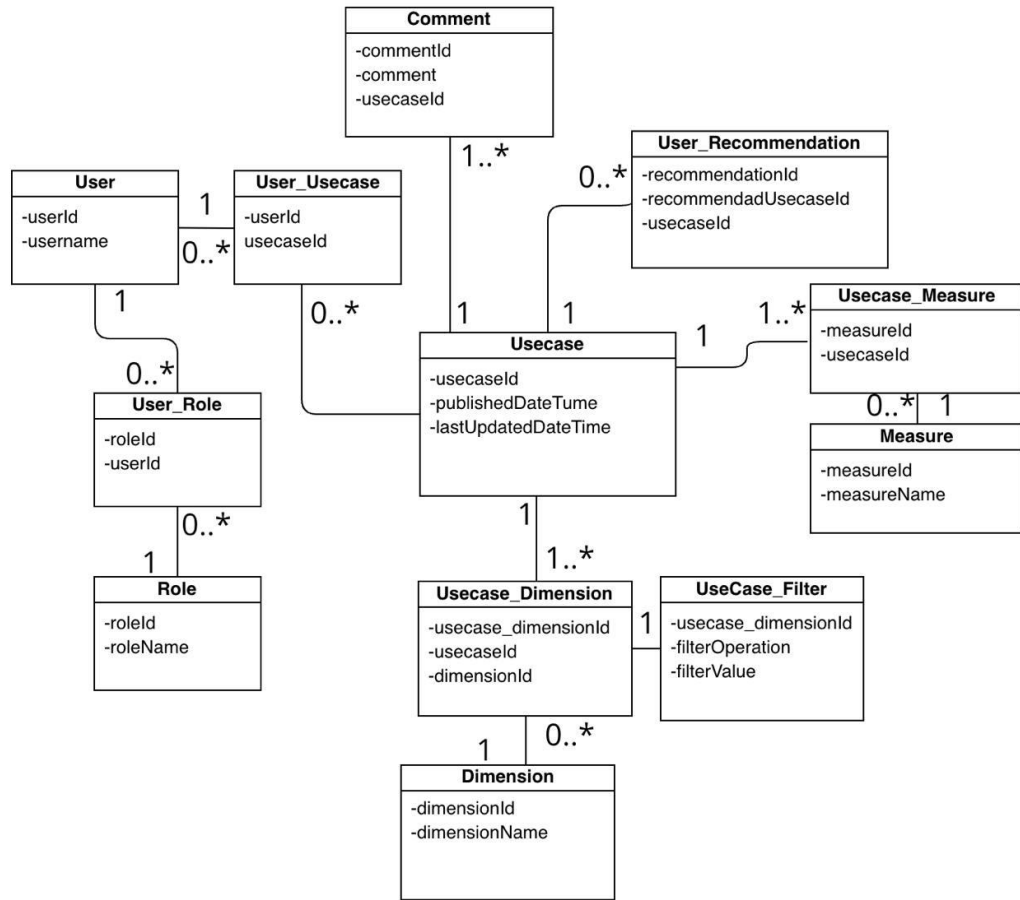 Comment
-commentId
-comment
-usecaseId
1..*
User_Recommendation
-recommendationId
-recommendadUsecaseId
-usecaseId
0..*
User
-userId
-username
1
0..*
User_Usecase
-userId
usecaseId
1
0..*
1
1
Usecase
-usecaseId
-publishedDateTume
-lastUpdatedDateTime
1
1..*
Usecase_Measure
-measureId
-usecaseId
0..*
1
Measure
-measureId
-measureName
0..*
User_Role
-roleId
-userId
0..*
1
Role
-roleId
-roleName
1
1..*
Usecase_Dimension
-usecase_dimensionId
-usecaseId
-dimensionId
1
UseCase_Filter
-usecase_dimensionId
-filterOperation
-filterValue
0..*
1
Dimension
-dimensionId
-dimensionName